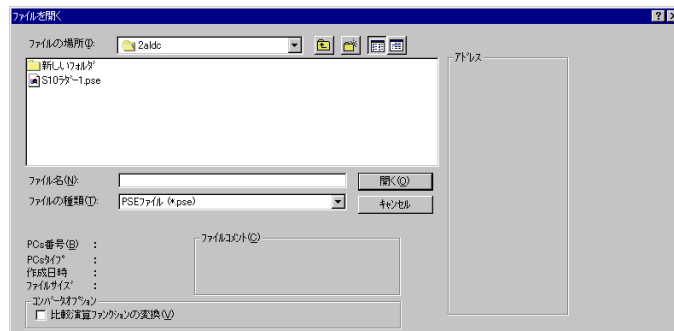 ファイルを開く
ファイルの場所(I):
2aldc
アドレス
新しいフォルダ
S10ラダー1.pse
ファイル名(N):
開く(O)
ファイルの種類(T):
PSEファイル (*.pse)
キャンセル
ファイルコメント(C)
PCs番号(B) :
PCsタイプ :
作成日時 :
ファイルサイズ :
コンバータオプション
比較演算ファンクションの変換(V)